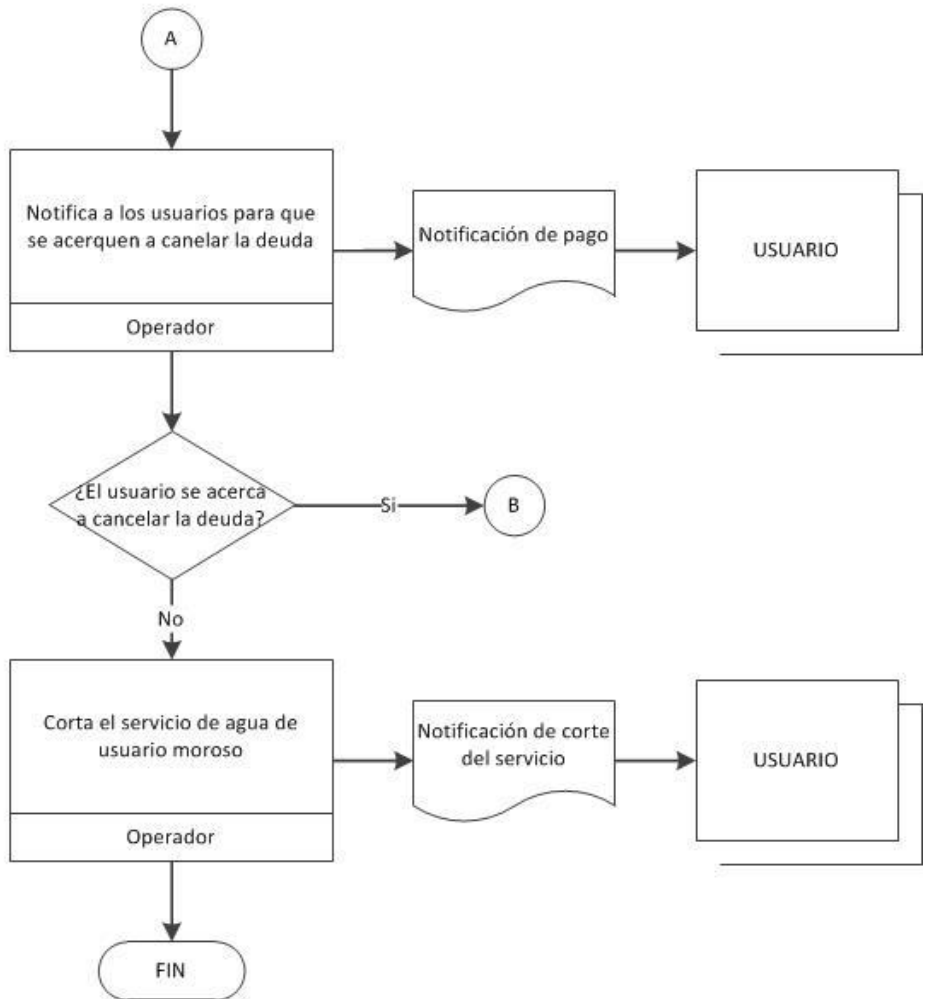 A
Notifica a los usuarios para que
se acerquen a canelar la deuda
Operador
Notificación de pago
USUARIO
¿El usuario se acerca
a cancelar la deuda?
Si
B
No
Corta el servicio de agua de
usuario moroso
Operador
Notificación de corte
del servicio
USUARIO
FIN